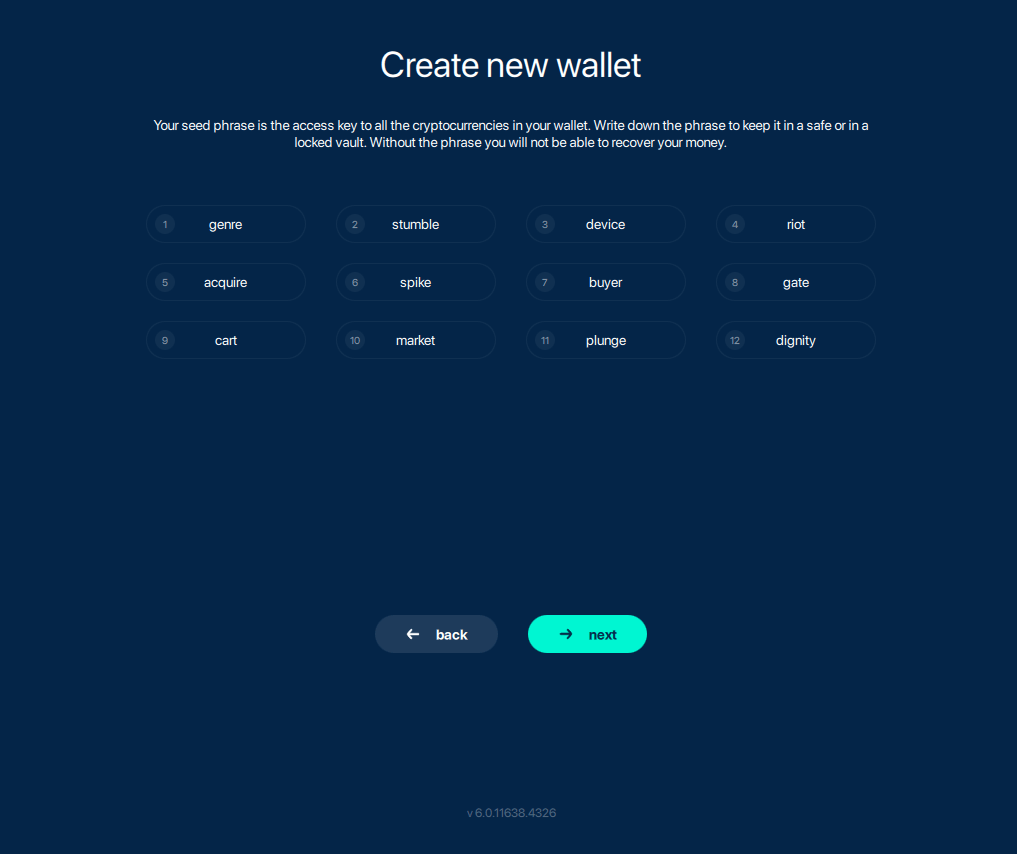 Create new wallet
Your seed phrase is the access key to all the cryptocurrencies in your wallet. Write down the phrase to keep it in a safe or in a
locked vault. Without the phrase you will not be able to recover your money.
1 genre 2 stumble 3 device 4 riot
5 acquire 6 spike 7 buyer 8 gate
9 cart 10 market 11 plunge 12 dignity
back next
v 6.0.11638.4326